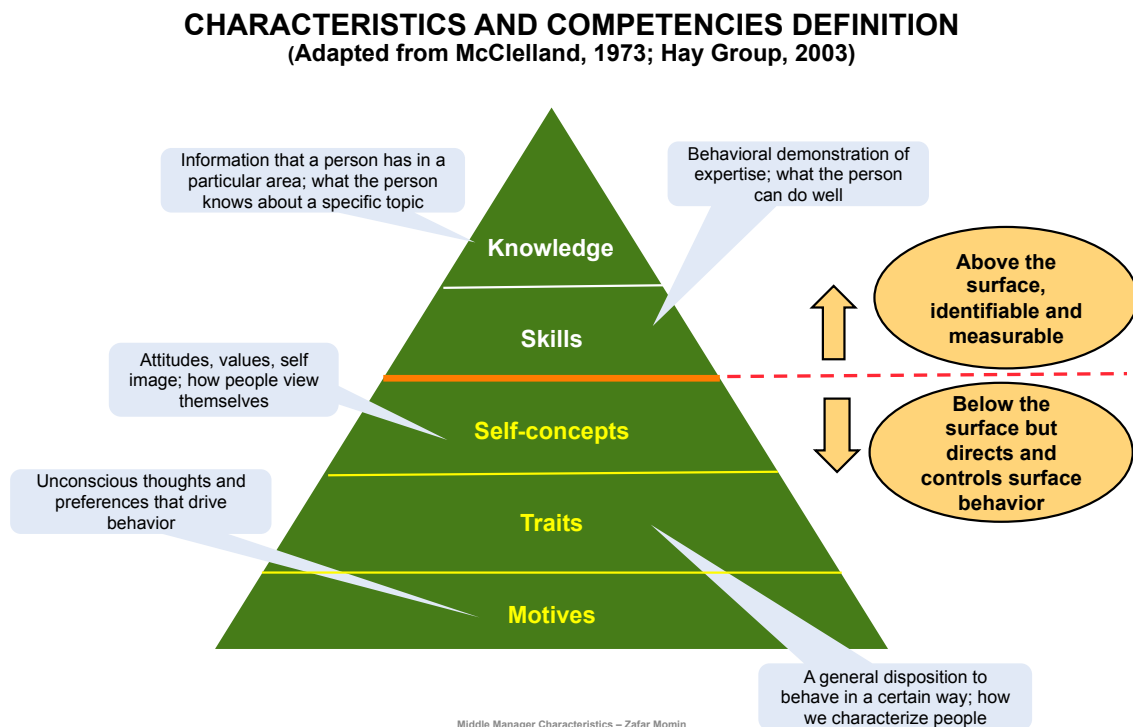 CHARACTERISTICS AND COMPETENCIES DEFINITION
(Adapted from McClelland, 1973; Hay Group, 2003)
Information that a person has in a
particular area; what the person
knows about a specific topic
Behavioral demonstration of
expertise; what the person
can do well
Knowledge
Above the
surface,
identifiable and
measurable
Skills
Attitudes, values, self
image; how people view
themselves
Self-concepts
Below the
surface but
directs and
controls surface
behavior
Unconscious thoughts and
preferences that drive
behavior
Traits
Motives
A general disposition to
behave in a certain way; how
we characterize people
Middle Manager Characteristics – Zafar Momin